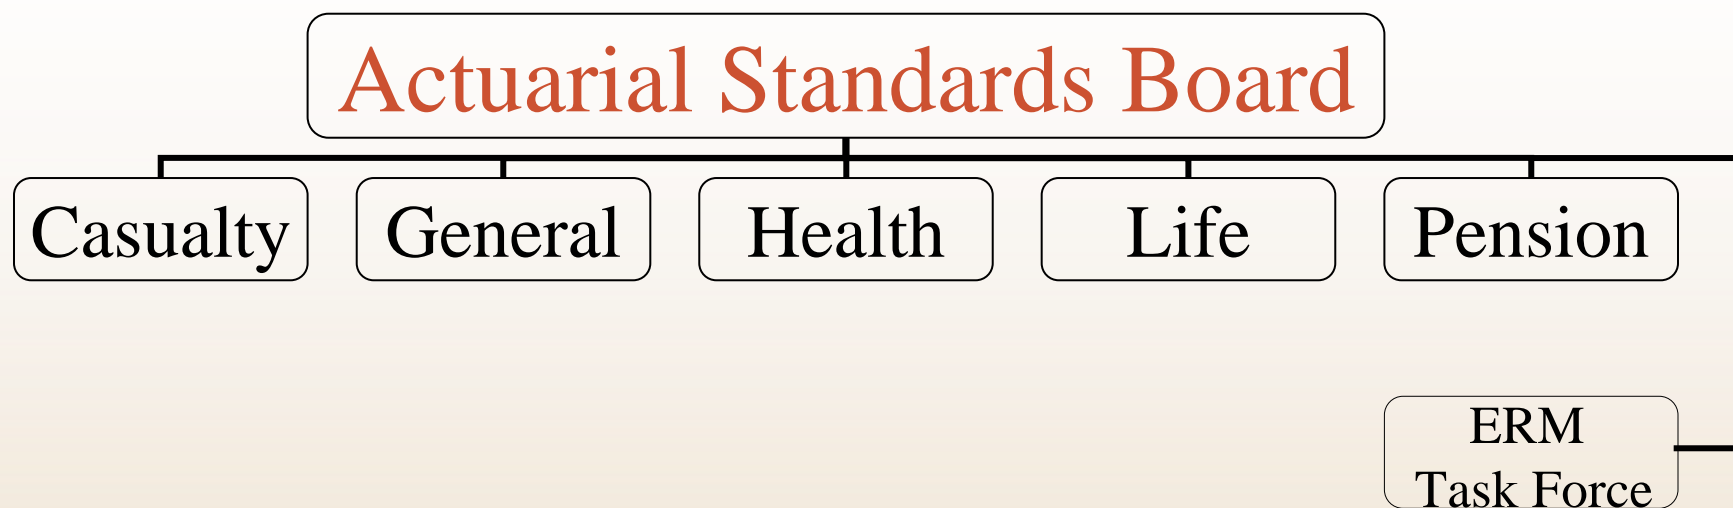 Actuarial Standards Board
Casualty
General
Health
Life
Pension
ERM
Task Force